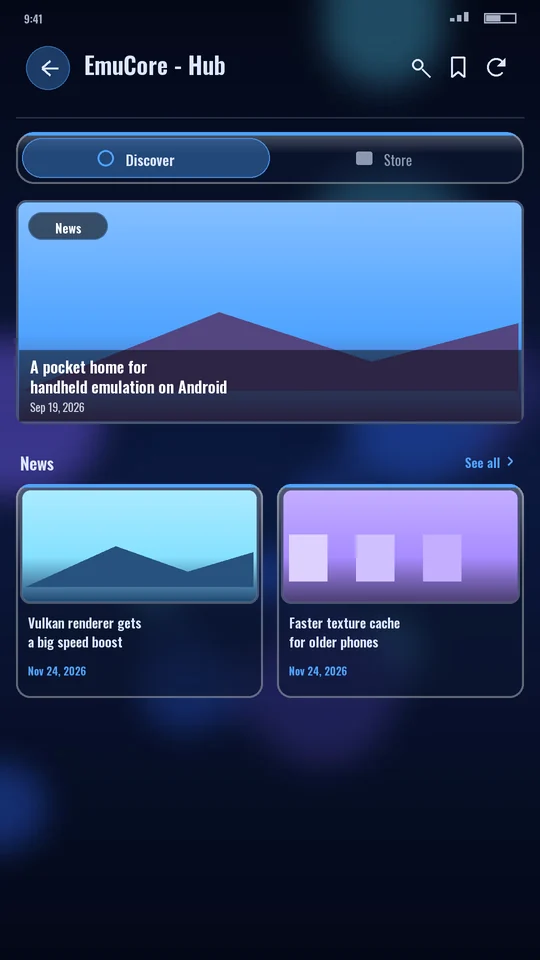 9:41
EmuCore - Hub
Discover
Store
News
A pocket home for
handheld emulation on Android
Sep 19, 2026
News
See all
Vulkan renderer gets
a big speed boost
Nov 24, 2026
Faster texture cache
for older phones
Nov 24, 2026